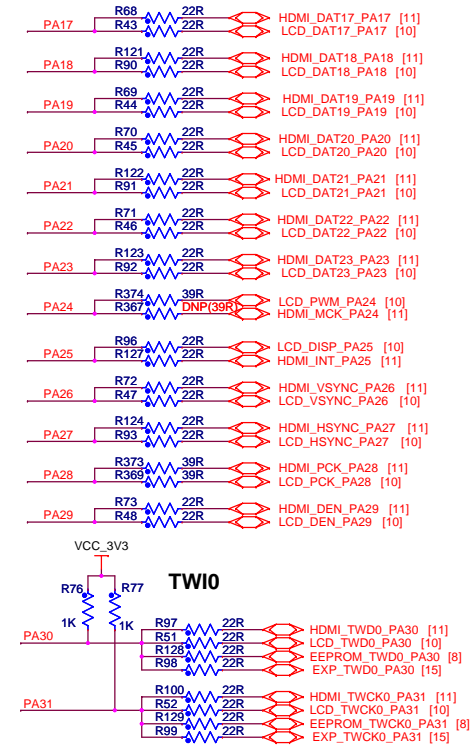 R68 22R HDMI_DAT17_PA17 [11]
PA17 R43 22R LCD_DAT17_PA17 [10]
R121 22R HDMI_DAT18_PA18 [11]
PA18 R90 22R LCD_DAT18_PA18 [10]
R69 22R HDMI_DAT19_PA19 [11]
PA19 R44 22R LCD_DAT19_PA19 [10]
R70 22R HDMI_DAT20_PA20 [11]
PA20 R45 22R LCD_DAT20_PA20 [10]
R122 22R HDMI_DAT21_PA21 [11]
PA21 R91 22R LCD_DAT21_PA21 [10]
R71 22R HDMI_DAT22_PA22 [11]
PA22 R46 22R LCD_DAT22_PA22 [10]
R123 22R HDMI_DAT23_PA23 [11]
PA23 R92 22R LCD_DAT23_PA23 [10]
R374 39R LCD_PWM_PA24 [10]
PA24 R367 DNP(39R) HDMI_MCK_PA24 [11]
R96 22R LCD_DISP_PA25 [10]
PA25 R127 22R HDMI_INT_PA25 [11]
R72 22R HDMI_VSYNC_PA26 [11]
PA26 R47 22R LCD_VSYNC_PA26 [10]
R124 22R HDMI_HSYNC_PA27 [11]
PA27 R93 22R LCD_HSYNC_PA27 [10]
R373 39R HDMI_PCK_PA28 [11]
PA28 R369 39R LCD_PCK_PA28 [10]
R73 22R HDMI_DEN_PA29 [11]
PA29 R48 22R LCD_DEN_PA29 [10]
VCC_3V3
R76 R77 TWI0
1K 1K
R97 22R HDMI_TWD0_PA30 [11]
PA30 R51 22R LCD_TWD0_PA30 [10]
R128 22R EEPROM_TWD0_PA30 [8]
R98 22R EXP_TWD0_PA30 [15]
R100 22R HDMI_TWCK0_PA31 [11]
PA31 R52 22R LCD_TWCK0_PA31 [10]
R129 22R EEPROM_TWCK0_PA31 [8]
R99 22R EXP_TWCK0_PA31 [15]